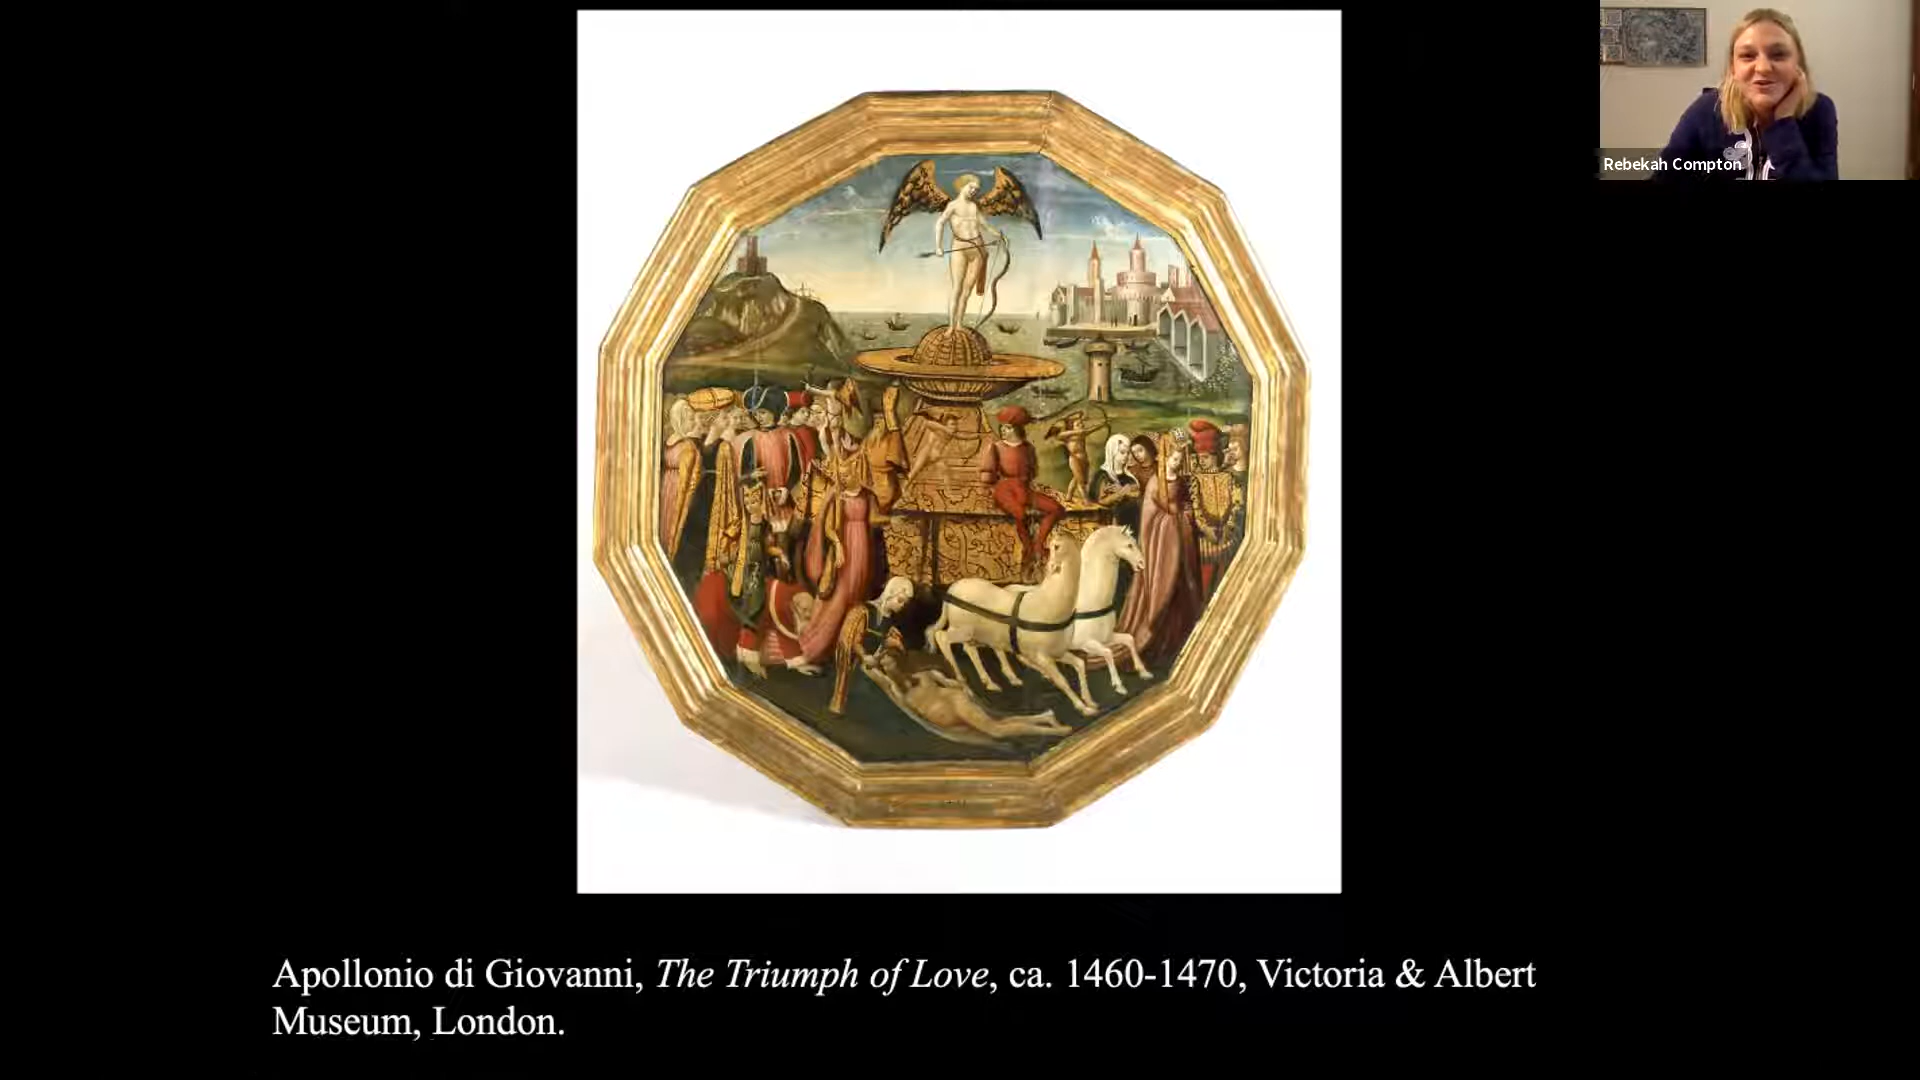 Rebekah Compton
Apollonio di Giovanni, The Triumph of Love, ca. 1460-1470, Victoria & Albert
Museum, London.